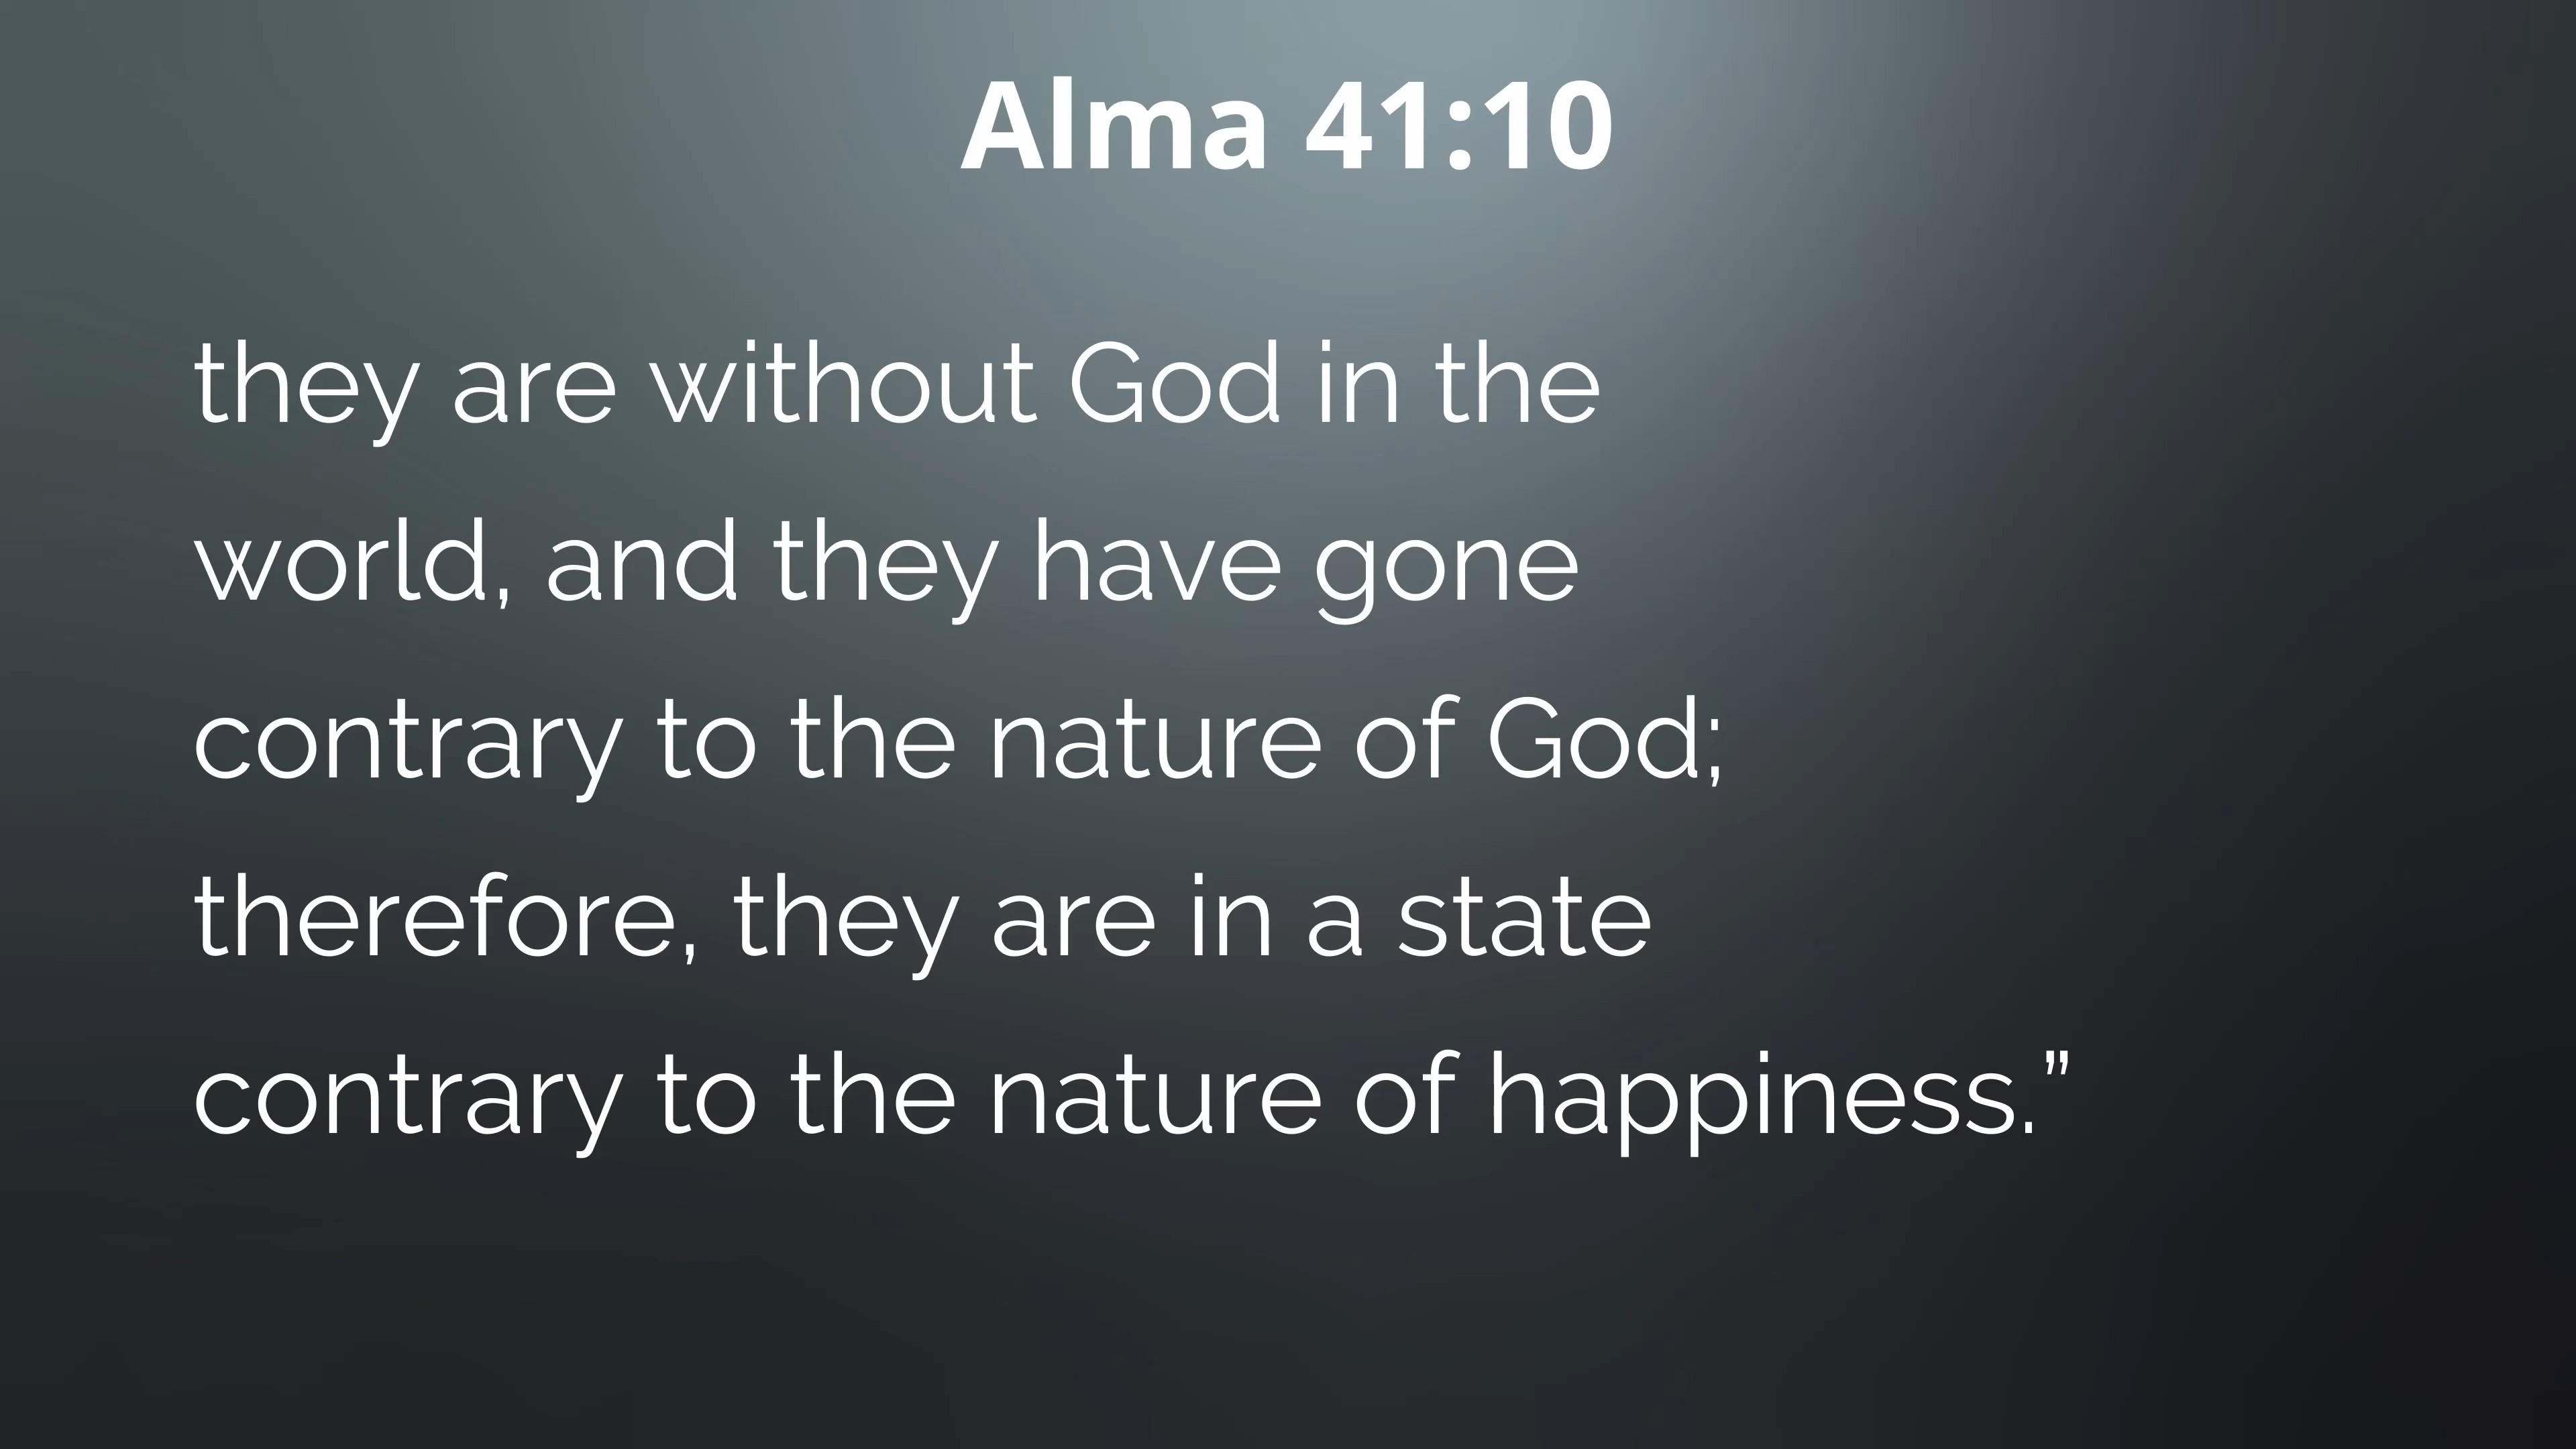 Alma 41:10
they are without God in the
world, and they have gone
contrary to the nature of God;
therefore, they are in a state
contrary to the nature of happiness.”